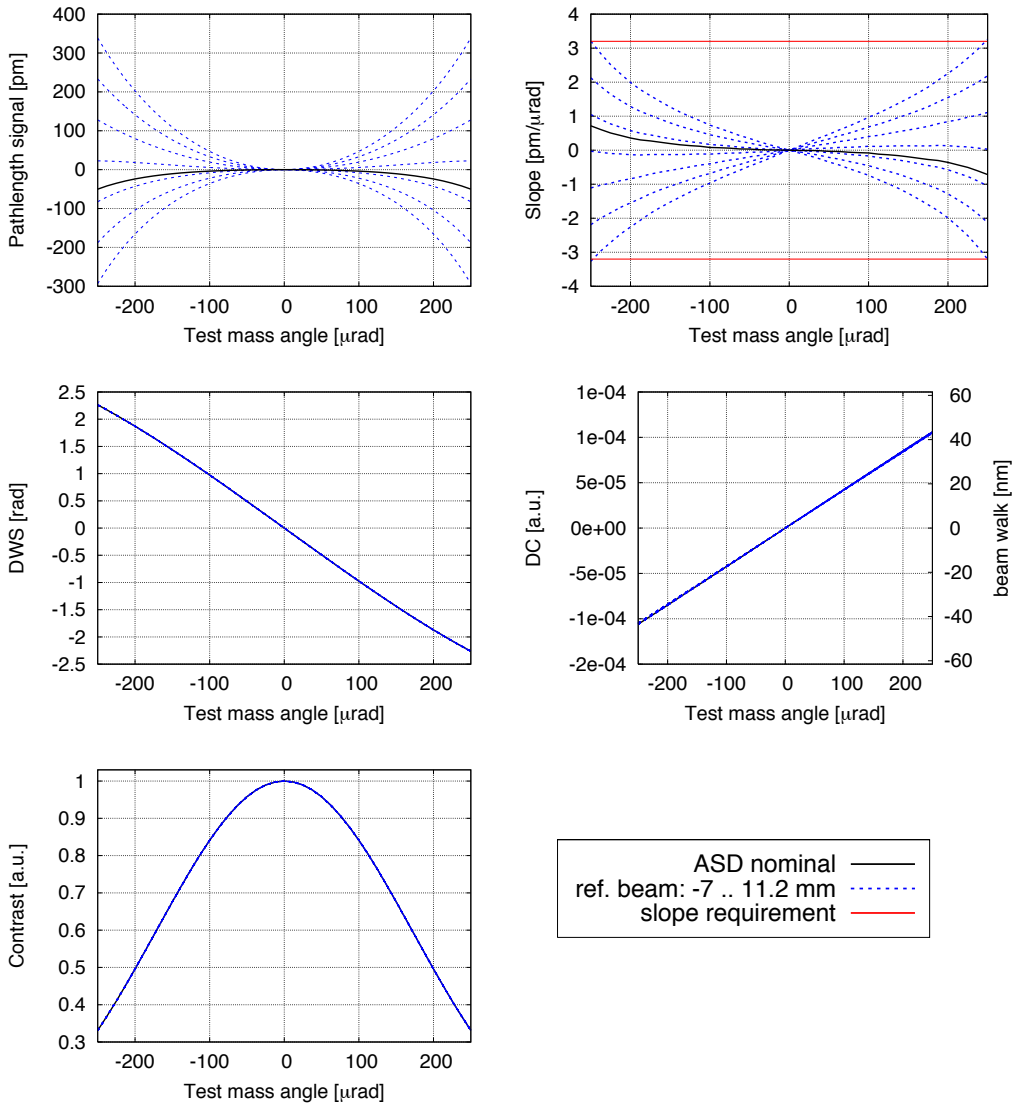 400
300
200
100
0
-100
-200
-300
Pathlength signal [pm]
-200 -100 0 100 200
Test mass angle [μrad]
4
3
2
1
0
-1
-2
-3
-4
Slope [pm/μrad]
-200 -100 0 100 200
Test mass angle [μrad]
2.5
2
1.5
1
0.5
0
-0.5
-1
-1.5
-2
-2.5
DWS [rad]
-200 -100 0 100 200
Test mass angle [μrad]
1e-04
1e-04
5e-05
0e+00
-5e-05
-1e-04
-2e-04
DC [a.u.]
60
40
20
0
-20
-40
-60
beam walk [nm]
-200 -100 0 100 200
Test mass angle [μrad]
1
0.9
0.8
0.7
0.6
0.5
0.4
0.3
Contrast [a.u.]
-200 -100 0 100 200
Test mass angle [μrad]
ASD nominal
ref. beam: -7 .. 11.2 mm
slope requirement